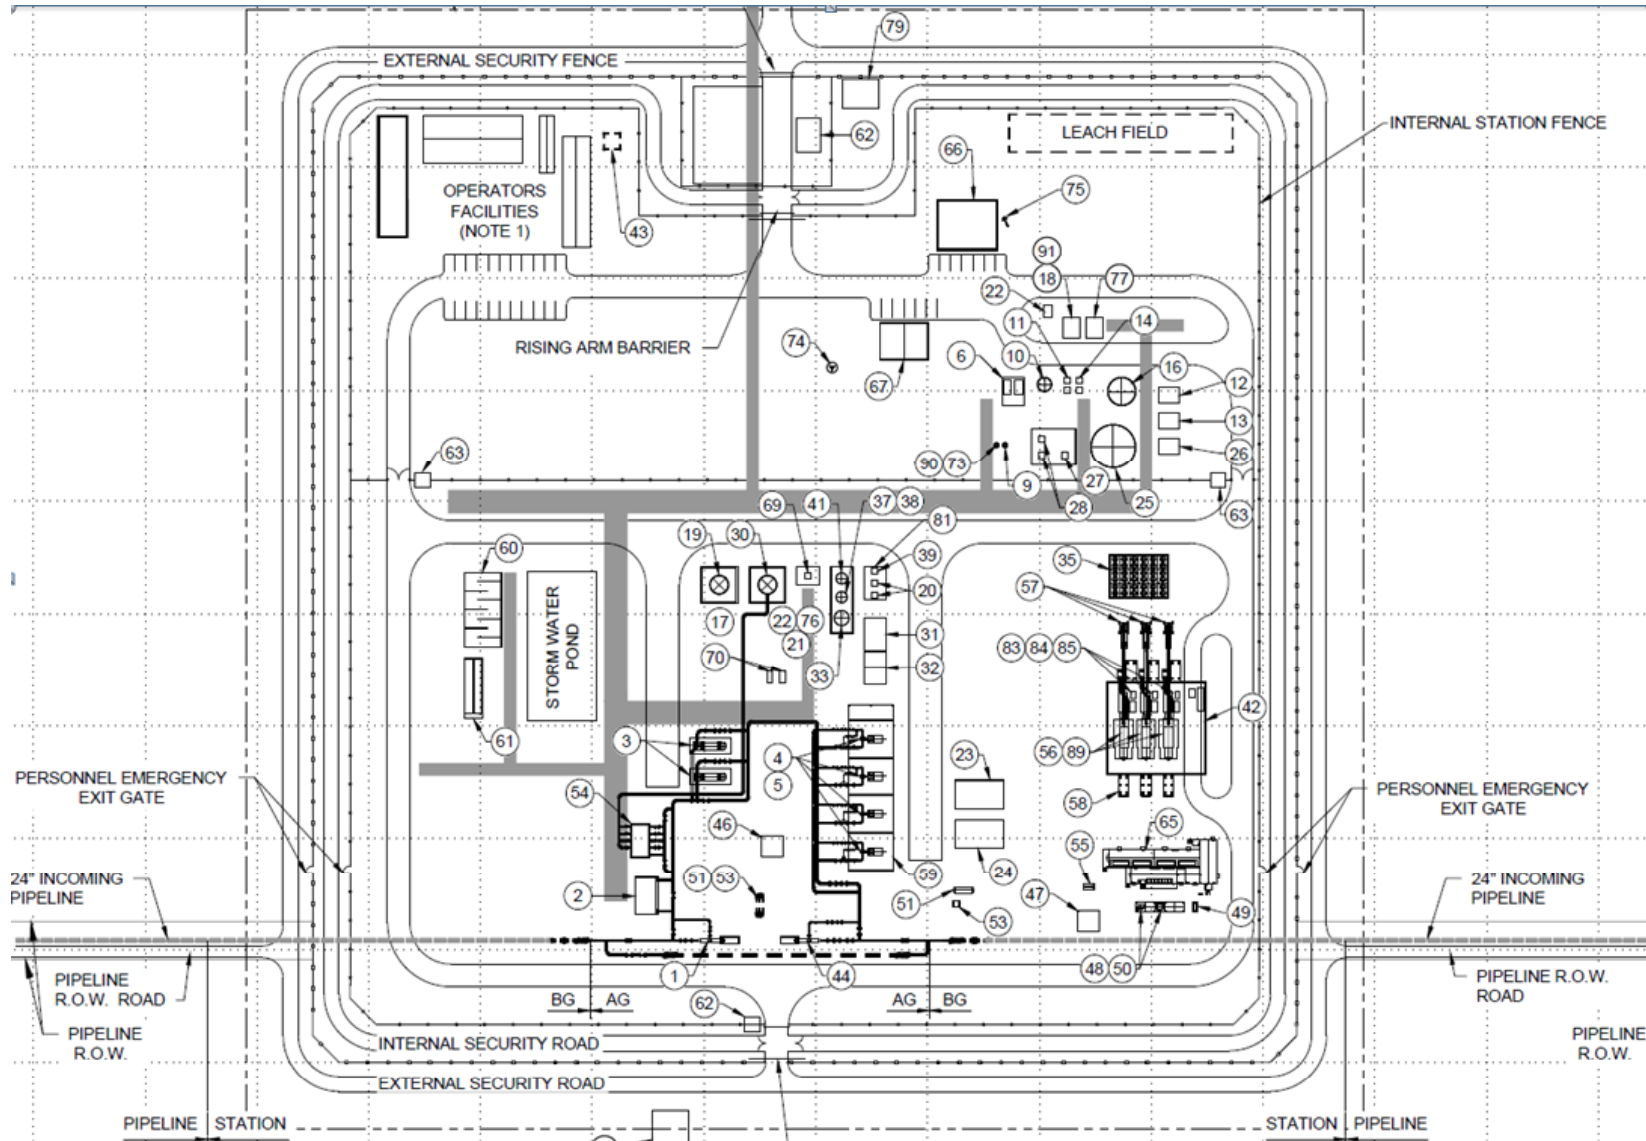 79
EXTERNAL SECURITY FENCE
INTERNAL STATION FENCE
LEACH FIELD
62
66
75
OPERATORS
FACILITIES
(NOTE 1)
43
91
18
77
22
11
14
RISING ARM BARRIER
74
6
10
16
12
67
13
26
63
90
73
9
27
28
25
63
69
41
37
38
81
19
30
39
60
35
20
57
17
22
76
21
31
STORM WATER
POND
83
84
85
70
33
32
42
61
3
4
5
56
89
23
PERSONNEL EMERGENCY
EXIT GATE
PERSONNEL EMERGENCY
EXIT GATE
54
58
46
65
55
24
59
51
53
24" INCOMING
PIPELINE
24" INCOMING
PIPELINE
2
51
53
47
49
1
44
48
50
PIPELINE
R.O.W. ROAD
PIPELINE R.O.W.
ROAD
BG
AG
AG
BG
62
PIPELINE
R.O.W.
PIPELINE
R.O.W.
INTERNAL SECURITY ROAD
EXTERNAL SECURITY ROAD
PIPELINE
STATION
STATION
PIPELINE